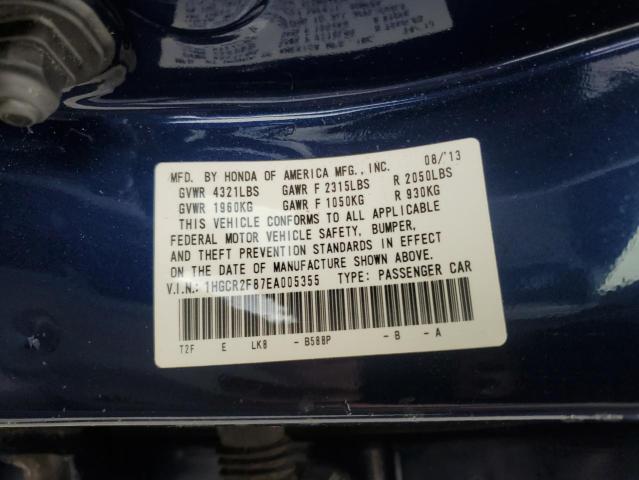 MFD. BY HONDA OF AMERICA MFG., INC. 08/'13
GVWR 4321LBS GAWR F 2315LBS R 2050LBS
GVWR 1960KG GAWR F 1050KG R 930KG
THIS VEHICLE CONFORMS TO ALL APPLICABLE
FEDERAL MOTOR VEHICLE SAFETY, BUMPER,
AND THEFT PREVENTION STANDARDS IN EFFECT
ON THE DATE OF MANUFACTURE SHOWN ABOVE.
V.I.N.: 1HGCR2F87EA005355 TYPE: PASSENGER CAR
T2F E LK8 - B588P - B - A